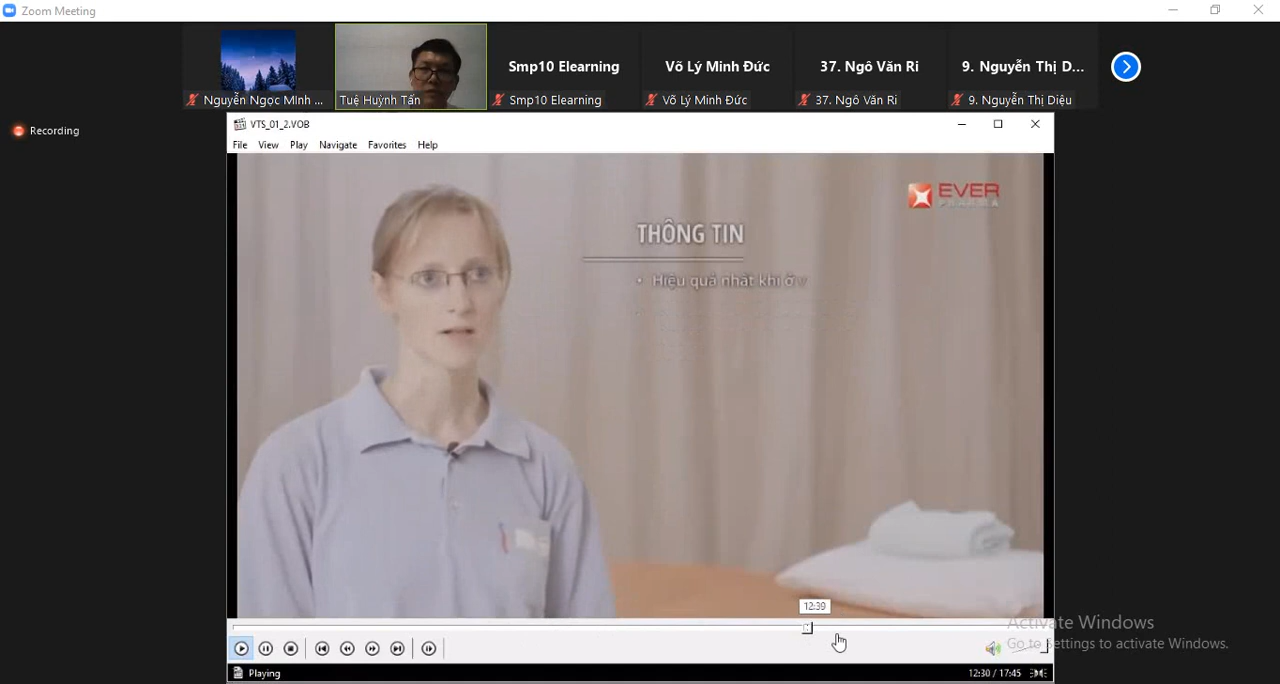 Zoom Meeting
Smp10 Elearning
Võ Lý Minh Đức
37. Ngô Văn Ri
9. Nguyễn Thị D...
Nguyễn Ngọc Minh ...
Tuệ Huỳnh Tấn
Smp10 Elearning
Võ Lý Minh Đức
37. Ngô Văn Ri
9. Nguyễn Thị Diệu
Recording
VTS_01_2.VOB
File View Play Navigate Favorites Help
EVER
PHARMA
THÔNG TIN
• Hiệu quả nhất khi ở v
12:39
Activate Windows
Go to Settings to activate Windows.
Playing
12:30 / 17:45